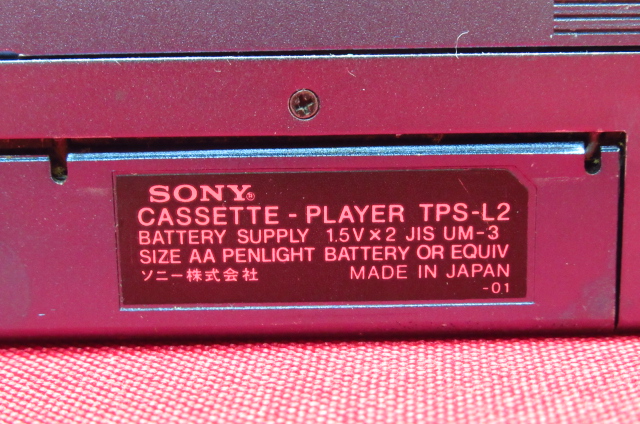 SONY®
CASSETTE - PLAYER TPS-L2
BATTERY SUPPLY 1.5V×2 JIS UM-3
SIZE AA PENLIGHT BATTERY OR EQUIV
ソニー株式会社 MADE IN JAPAN
-01